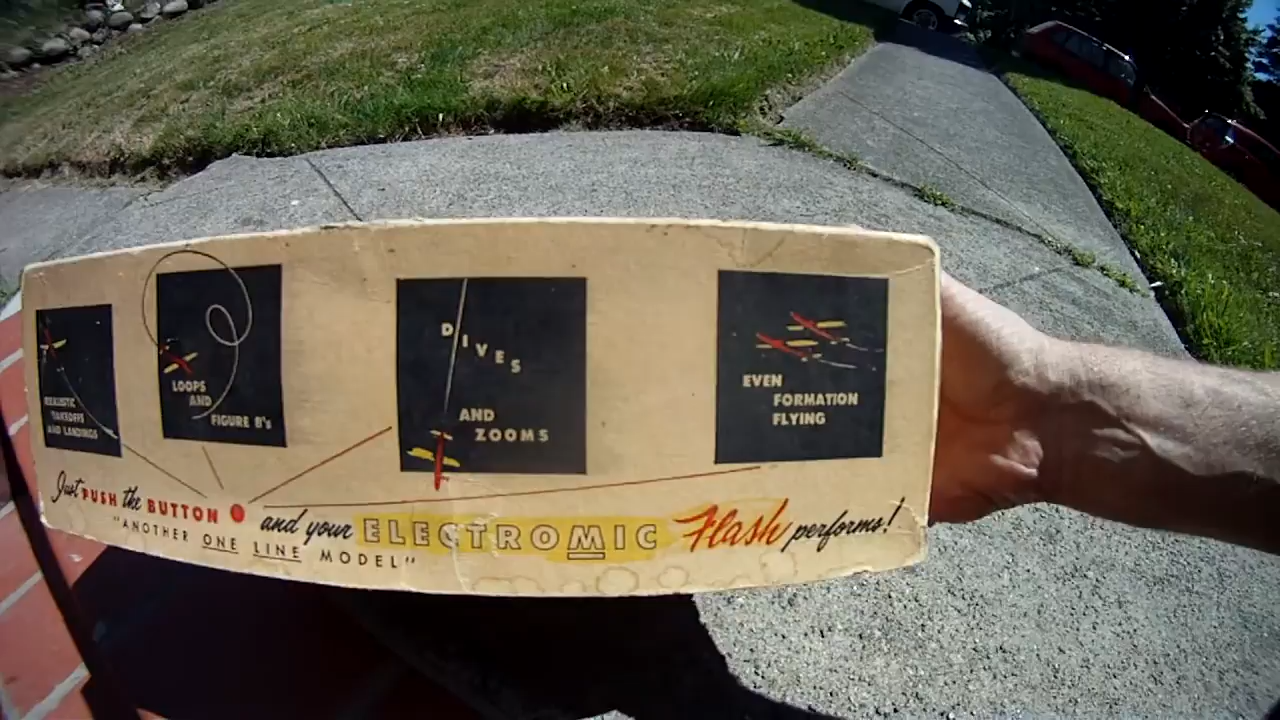 REALISTIC
TAKEOFFS
AND LANDINGS
LOOPS
AND
FIGURE 8's
DIVES
AND
ZOOMS
EVEN
FORMATION
FLYING
Just PUSH the BUTTON and your ELECTROMIC Flash performs!
"ANOTHER ONE LINE MODEL"